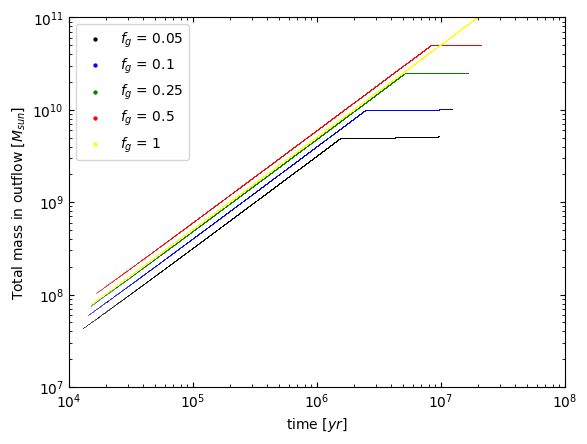 10^11
10^10
10^9
10^8
10^7
Total mass in outflow [M_sun]
f_g = 0.05
f_g = 0.1
f_g = 0.25
f_g = 0.5
f_g = 1
10^4 10^5 10^6 10^7 10^8
time [yr]